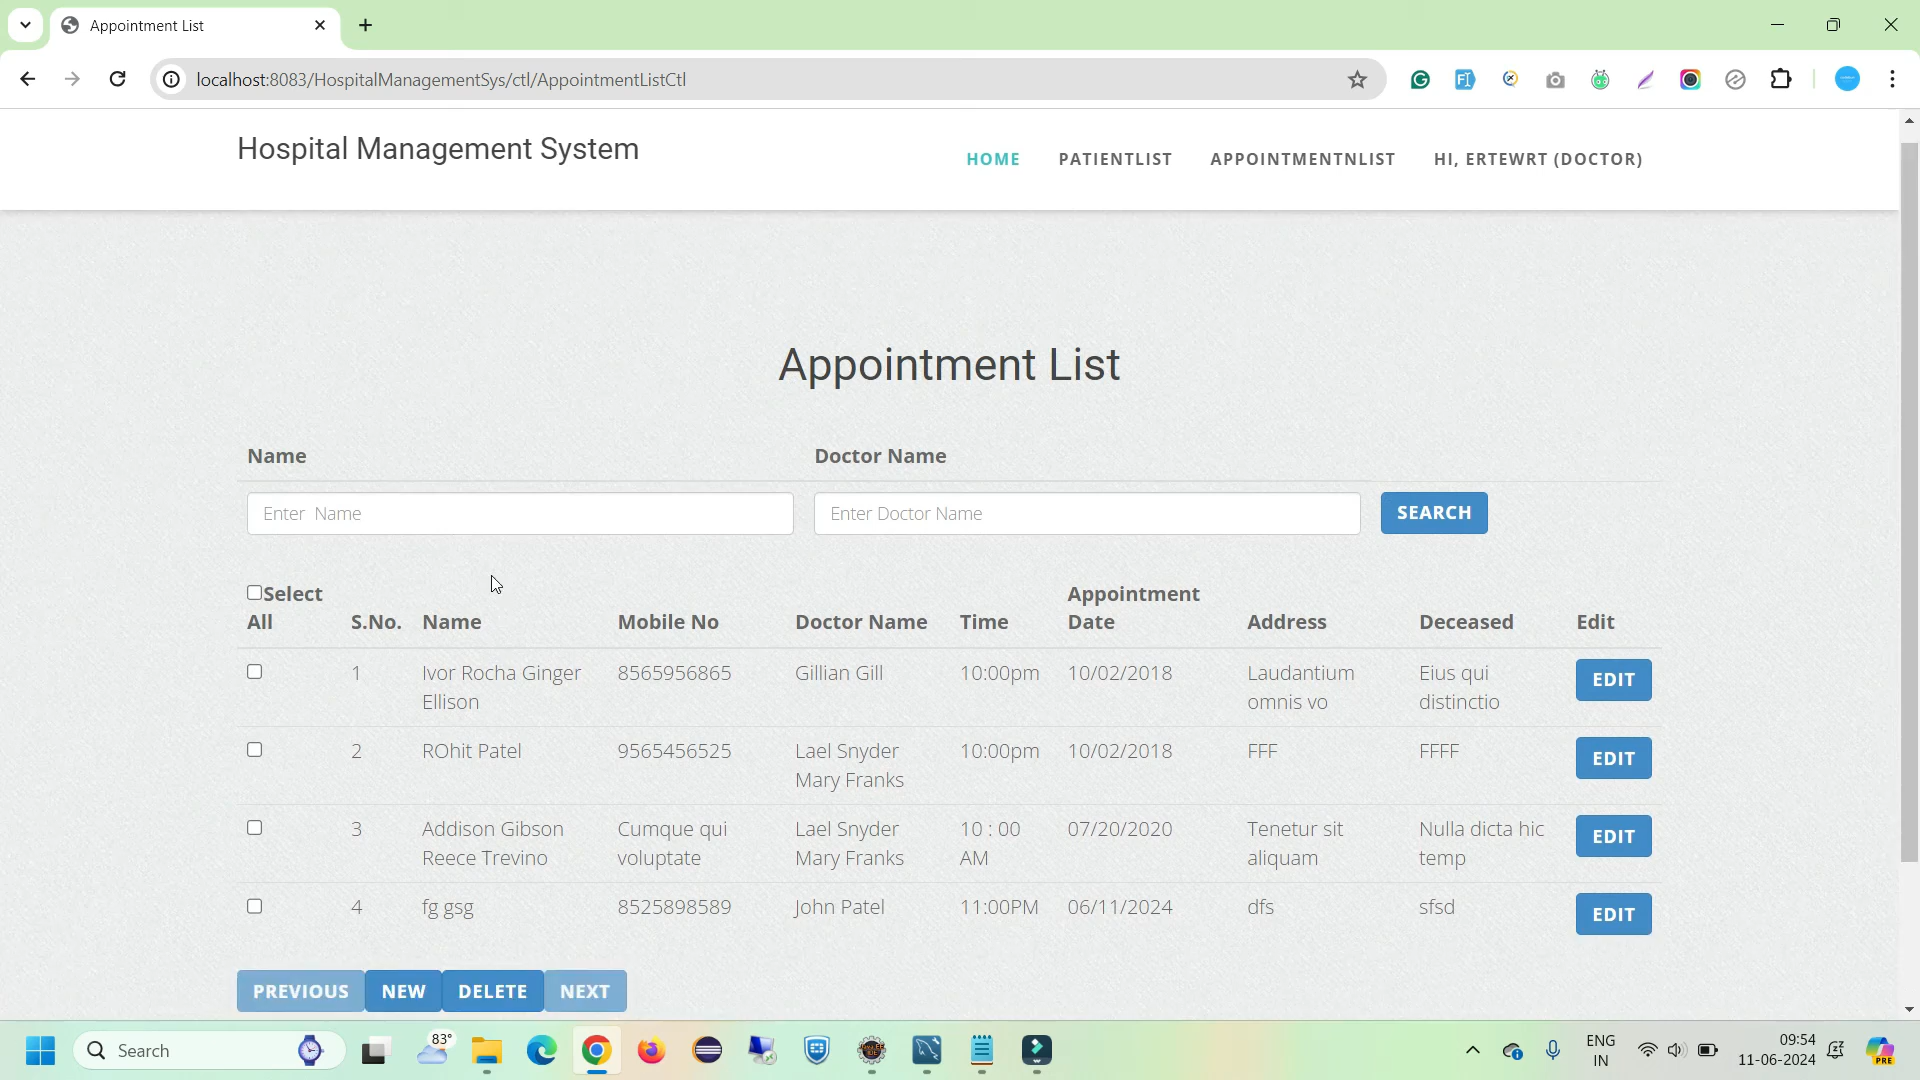 Appointment List
localhost:8083/HospitalManagementSys/ctl/AppointmentListCtl
Hospital Management System
HOME PATIENTLIST APPOINTMENTNLIST HI, ERTEWRT (DOCTOR)
Appointment List
Name Doctor Name
Enter Name Enter Doctor Name SEARCH
Select Appointment
All S.No. Name Mobile No Doctor Name Time Date Address Deceased Edit
1 Ivor Rocha Ginger 8565956865 Gillian Gill 10:00pm 10/02/2018 Laudantium Eius qui EDIT
Ellison omnis vo distinctio
2 ROhit Patel 9565456525 Lael Snyder 10:00pm 10/02/2018 FFF FFFF EDIT
Mary Franks
3 Addison Gibson Cumque qui Lael Snyder 10 : 00 07/20/2020 Tenetur sit Nulla dicta hic EDIT
Reece Trevino voluptate Mary Franks AM aliquam temp
4 fg gsg 8525898589 John Patel 11:00PM 06/11/2024 dfs sfsd EDIT
PREVIOUS NEW DELETE NEXT
Search 83° ENG 09:54
IN 11-06-2024 PRE